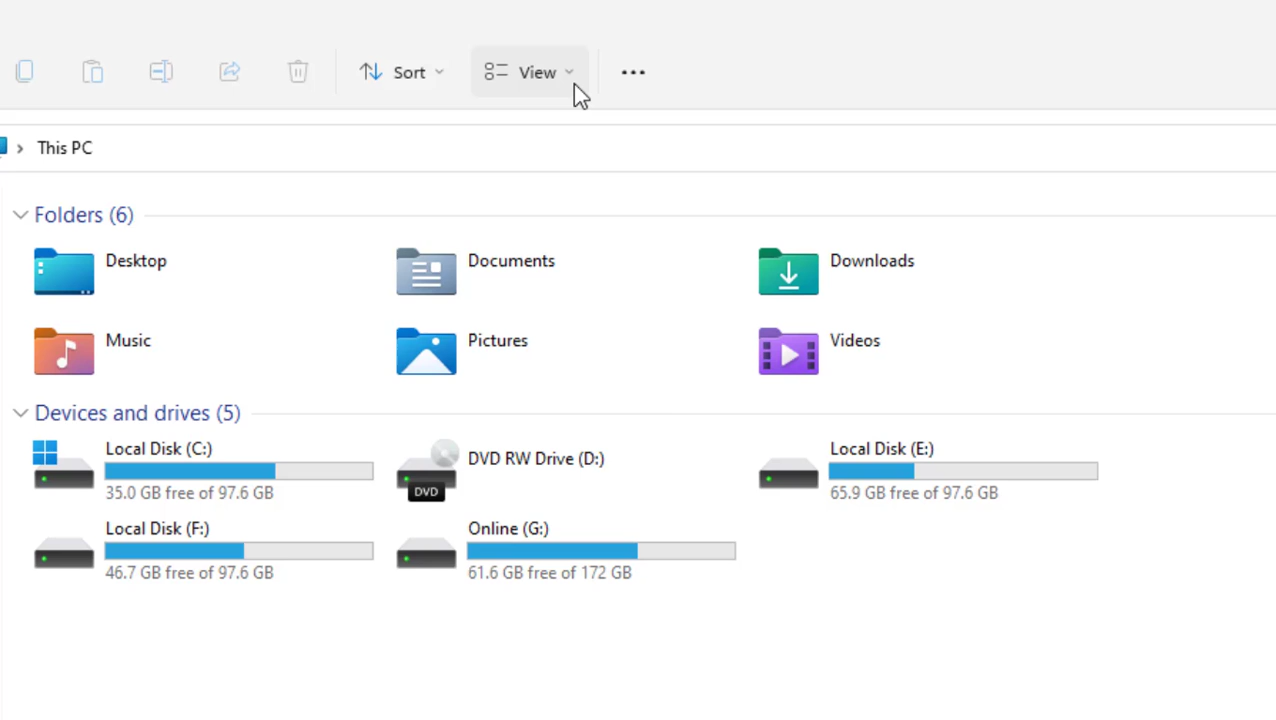 Sort
View
This PC
Folders (6)
Desktop
Documents
Downloads
Music
Pictures
Videos
Devices and drives (5)
Local Disk (C:)
35.0 GB free of 97.6 GB
DVD RW Drive (D:)
DVD
Local Disk (E:)
65.9 GB free of 97.6 GB
Local Disk (F:)
46.7 GB free of 97.6 GB
Online (G:)
61.6 GB free of 172 GB